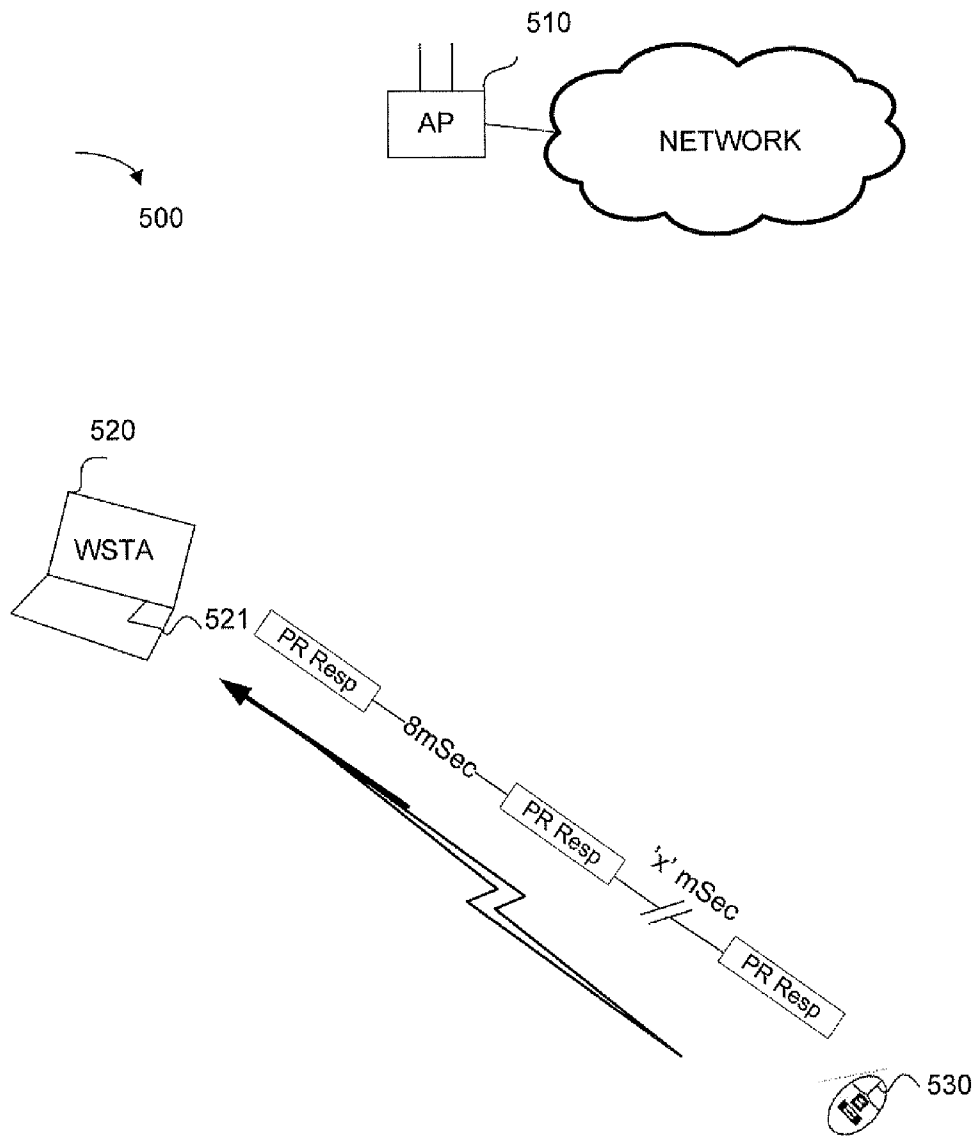 510
AP
NETWORK
500
520
WSTA
521
PR Resp
8mSec
PR Resp
'x' mSec
PR Resp
530